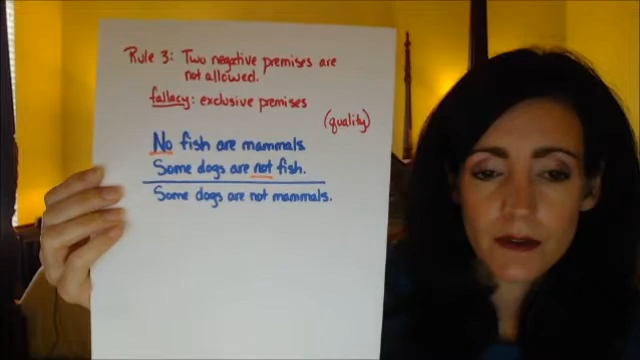 Rule 3: Two negative premises are
not allowed.
fallacy: exclusive premises
(quality)
No fish are mammals.
Some dogs are not fish.
Some dogs are not mammals.